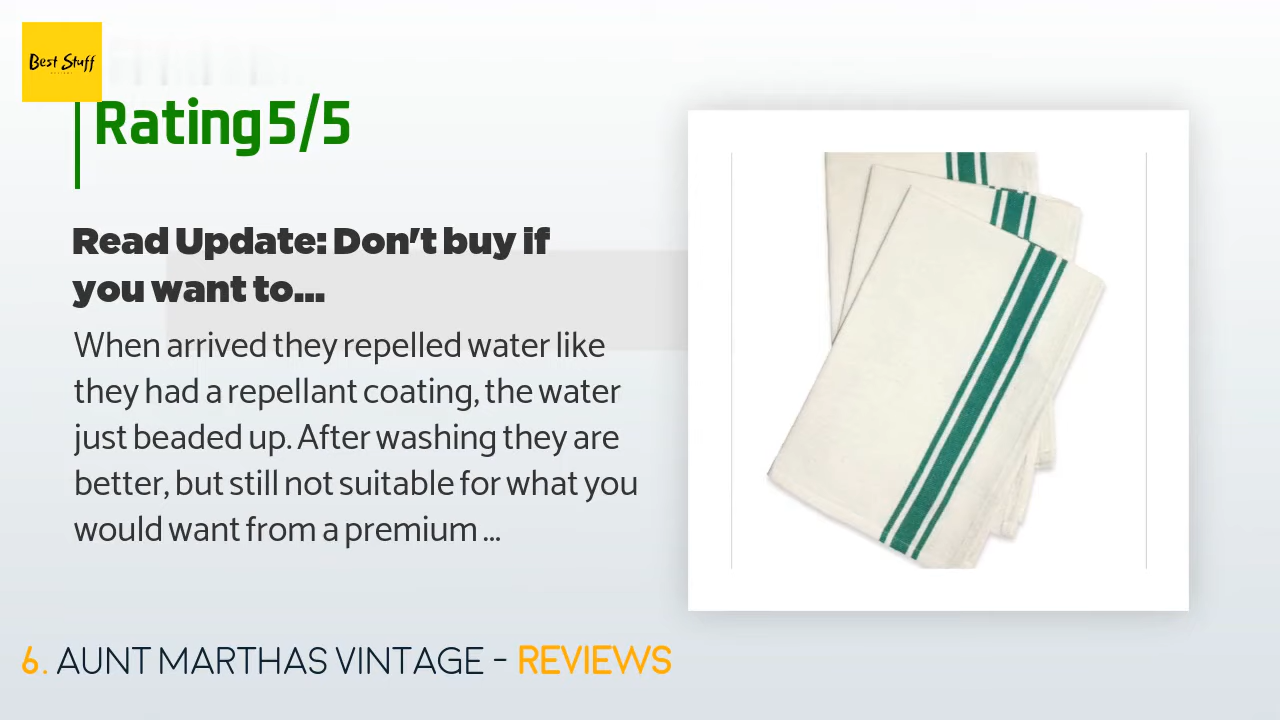 Best Stuff
Rating 5/5
Read Update: Don't buy if
you want to...
When arrived they repelled water like
they had a repellant coating, the water
just beaded up. After washing they are
better, but still not suitable for what you
would want from a premium ...
6. AUNT MARTHAS VINTAGE - REVIEWS